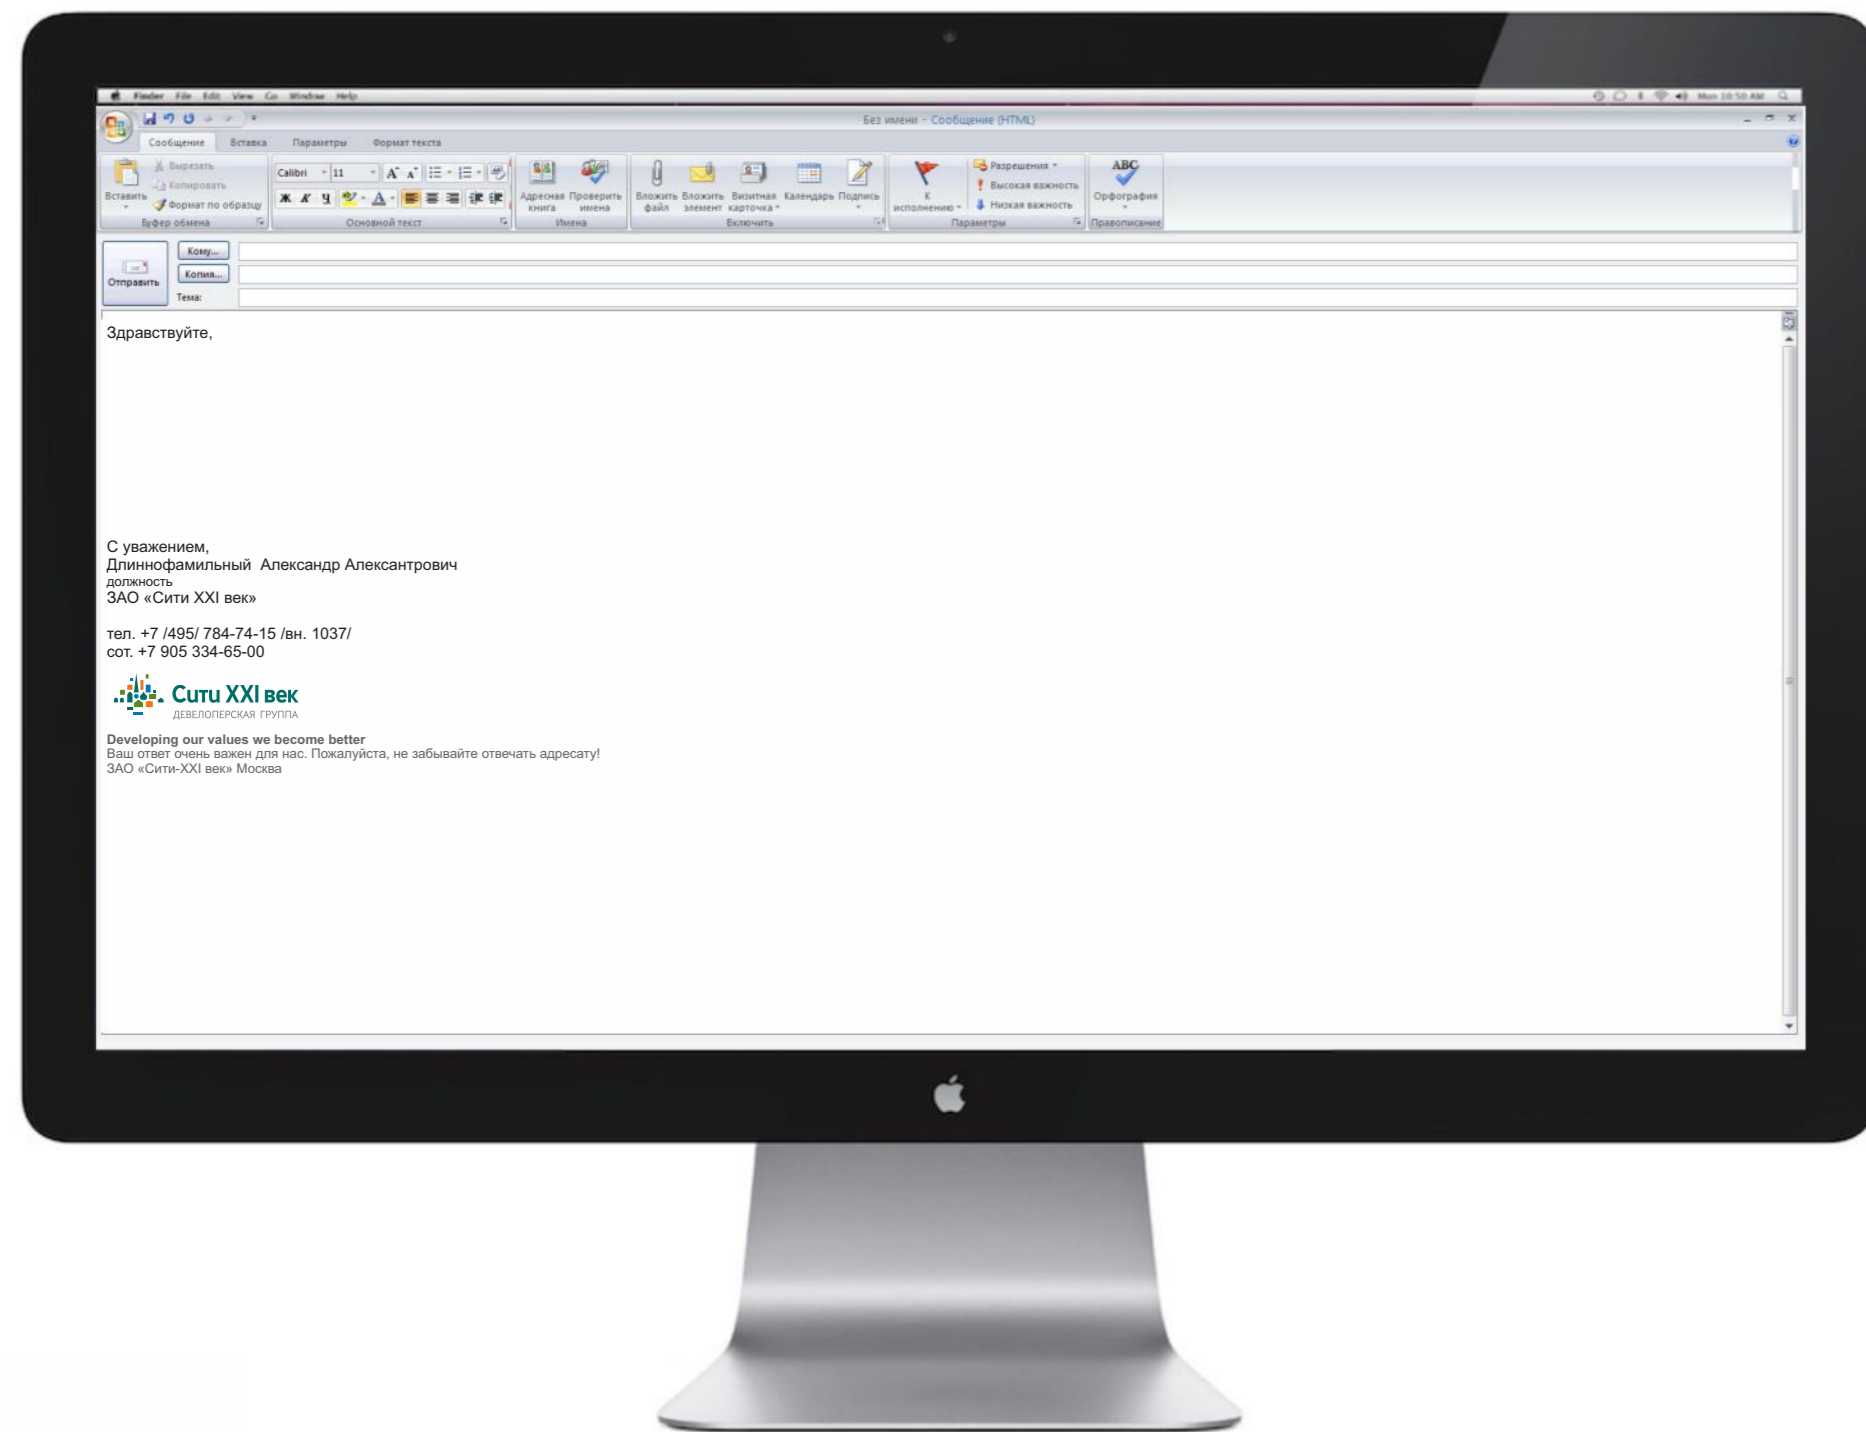 Finder File Edit View Go Window Help
Mon 10:50 AM
Без имени - Сообщение (HTML)
Сообщение Вставка Параметры Формат текста
Вставить
Вырезать
Копировать
Формат по образцу
Буфер обмена
Calibri 11
Ж К Ч
Основной текст
Адресная книга
Проверить имена
Имена
Вложить файл
Вложить элемент
Визитная карточка
Календарь
Подпись
Включить
К исполнению
Разрешения
Высокая важность
Низкая важность
Параметры
ABC
Орфография
Правописание
Отправить
Кому...
Копия...
Тема:
Здравствуйте,
С уважением,
Длиннофамильный Александр Алексантрович
должность
ЗАО «Сити XXI век»
тел. +7 /495/ 784-74-15 /вн. 1037/
сот. +7 905 334-65-00
Сити XXI век
ДЕВЕЛОПЕРСКАЯ ГРУППА
Developing our values we become better
Ваш ответ очень важен для нас. Пожалуйста, не забывайте отвечать адресату!
ЗАО «Сити-XXI век» Москва